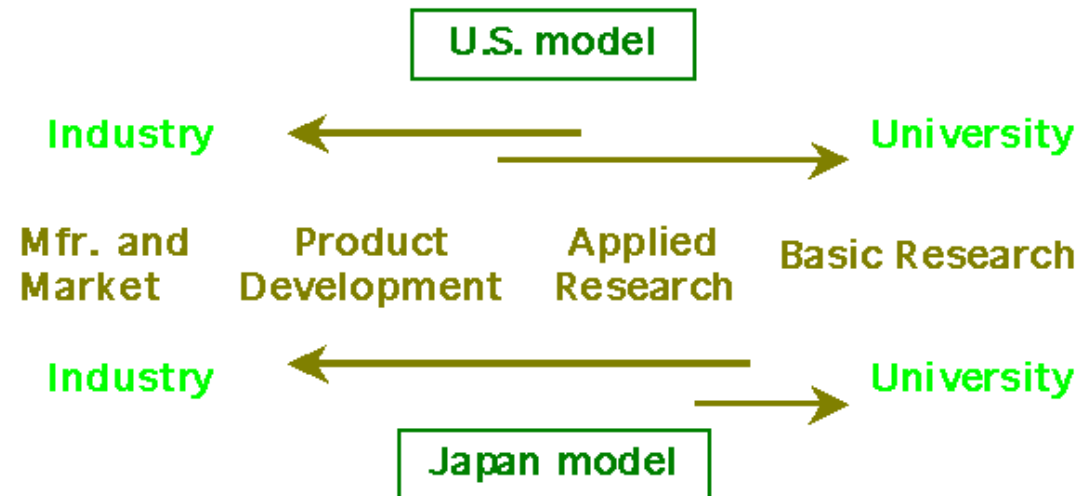 U.S. model
Industry University
Mfr. and Product Applied Basic Research
Market Development Research
Industry University
Japan model